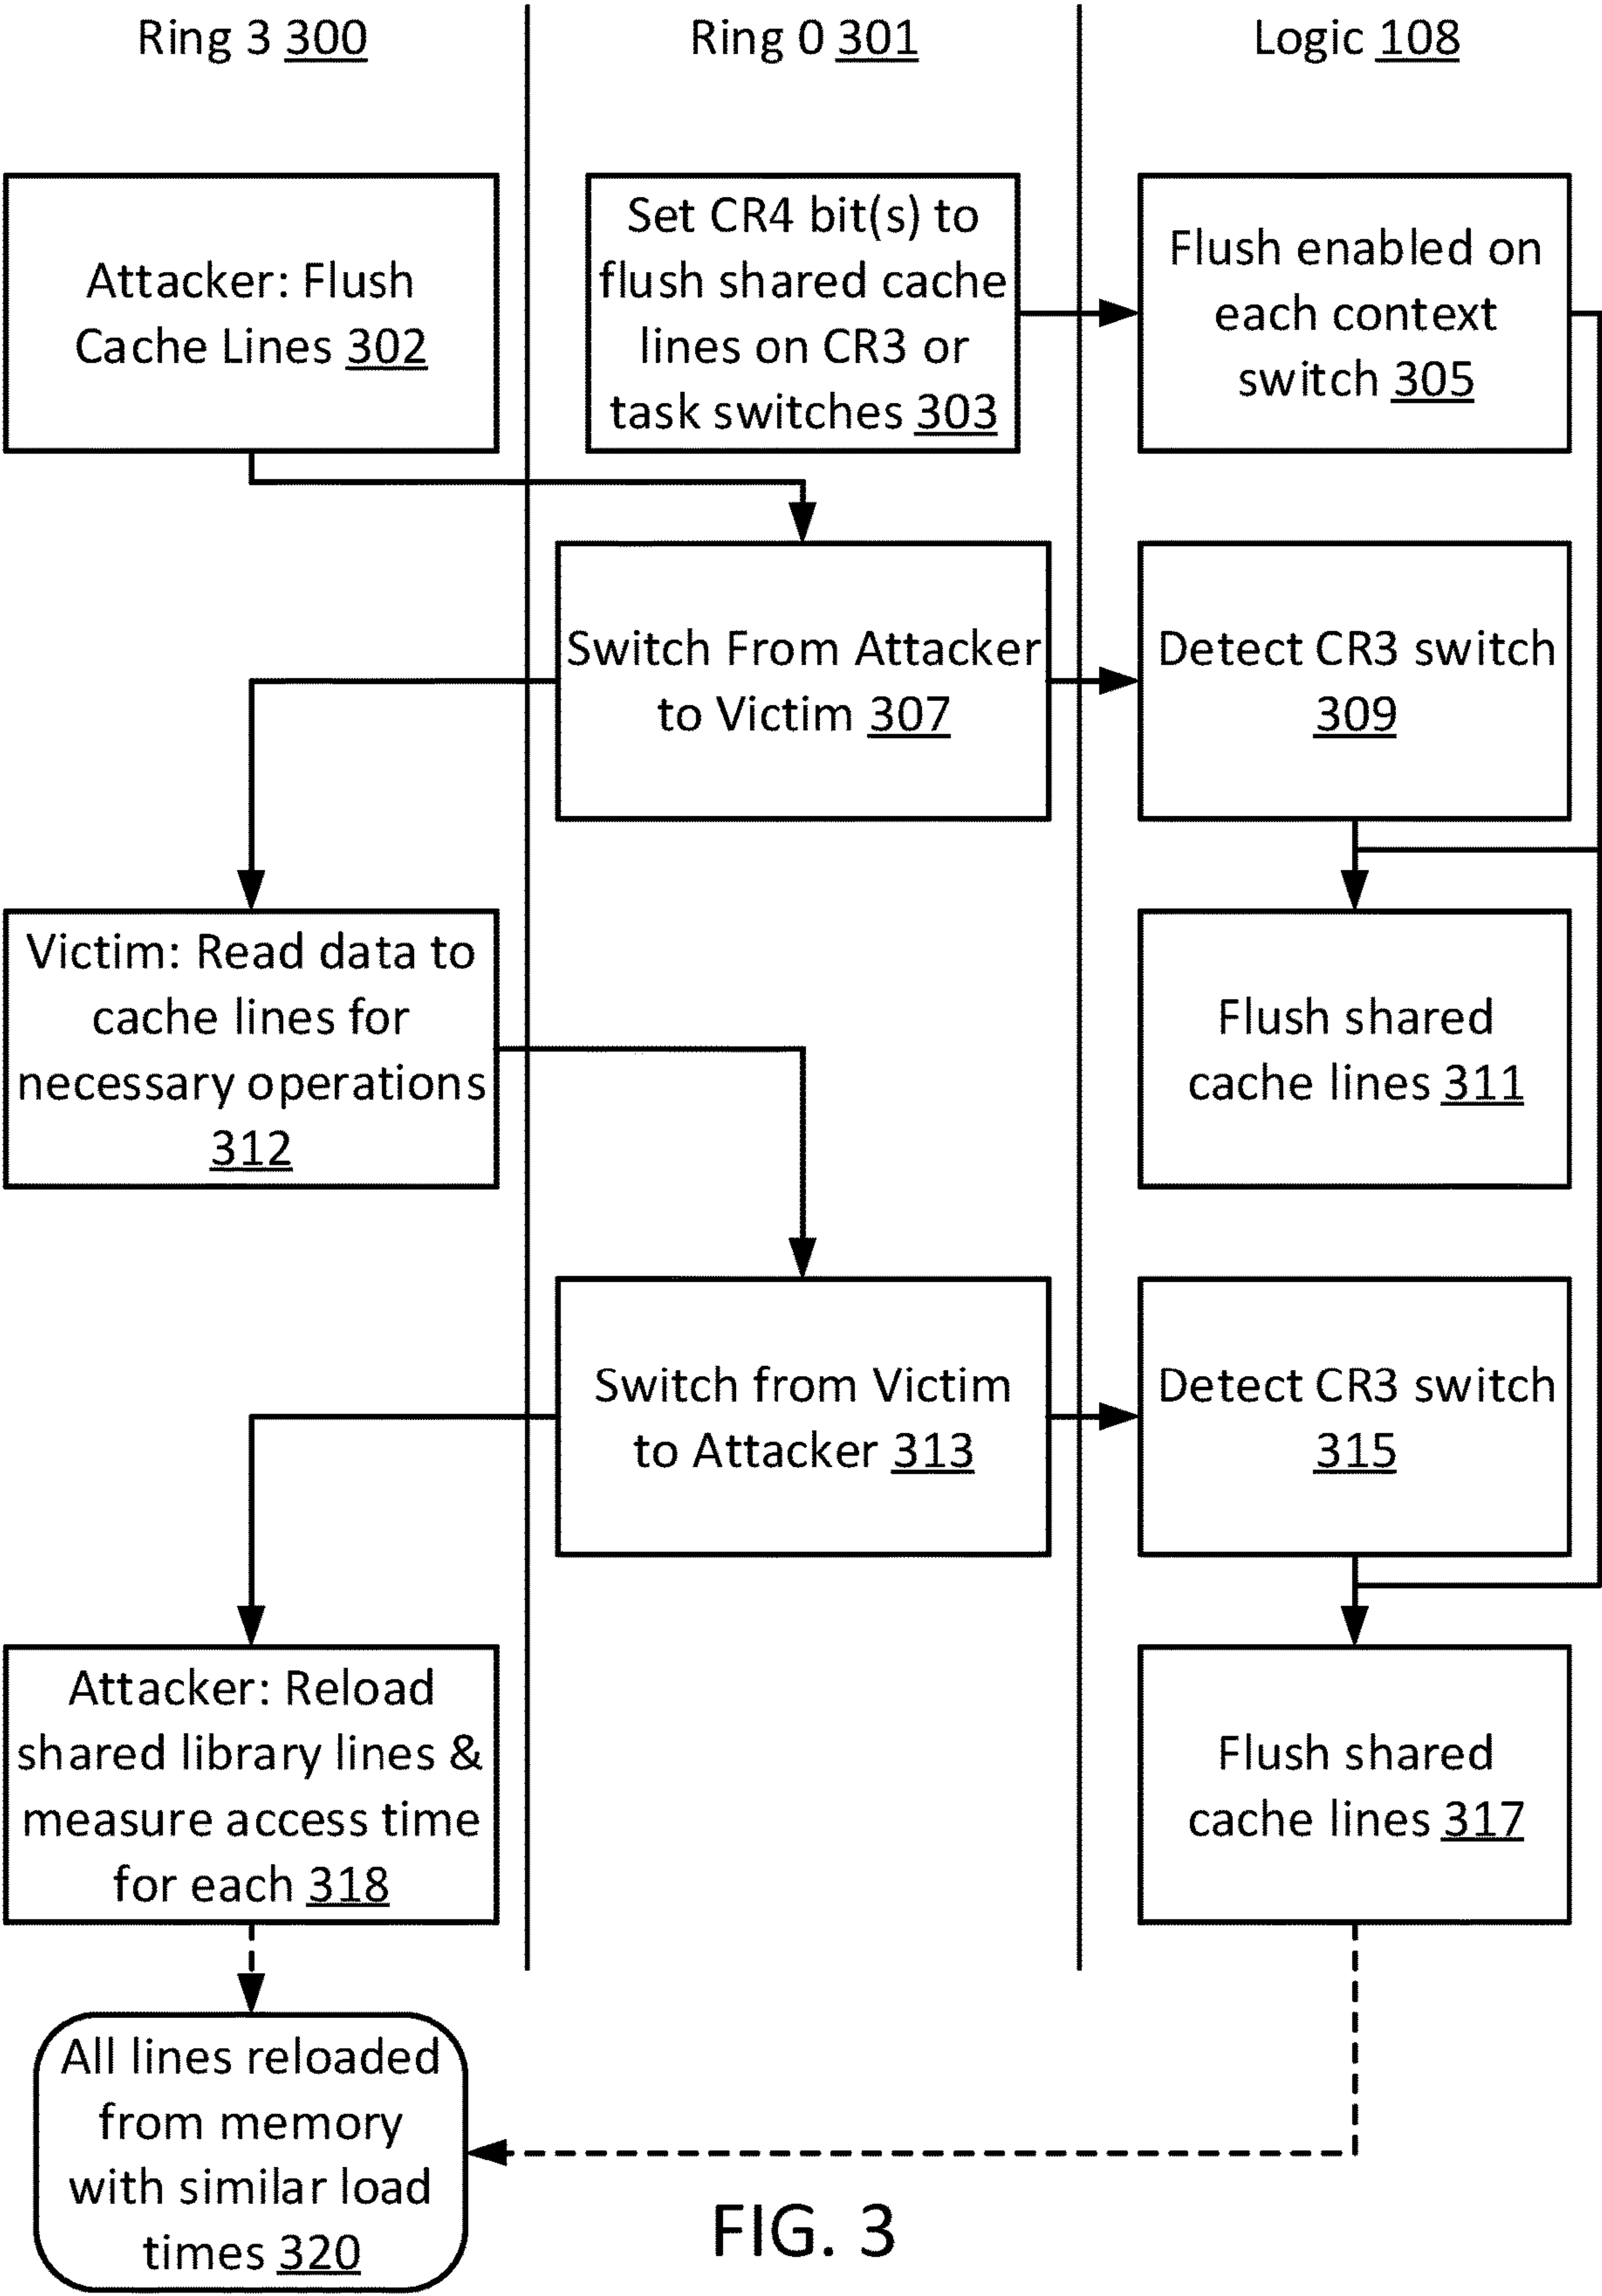 Ring 3 300
Ring 0 301
Logic 108
Attacker: Flush
Cache Lines 302
Set CR4 bit(s) to
flush shared cache
lines on CR3 or
task switches 303
Flush enabled on
each context
switch 305
Switch From Attacker
to Victim 307
Detect CR3 switch
309
Victim: Read data to
cache lines for
necessary operations
312
Flush shared
cache lines 311
Switch from Victim
to Attacker 313
Detect CR3 switch
315
Attacker: Reload
shared library lines &
measure access time
for each 318
Flush shared
cache lines 317
All lines reloaded
from memory
with similar load
times 320
FIG. 3